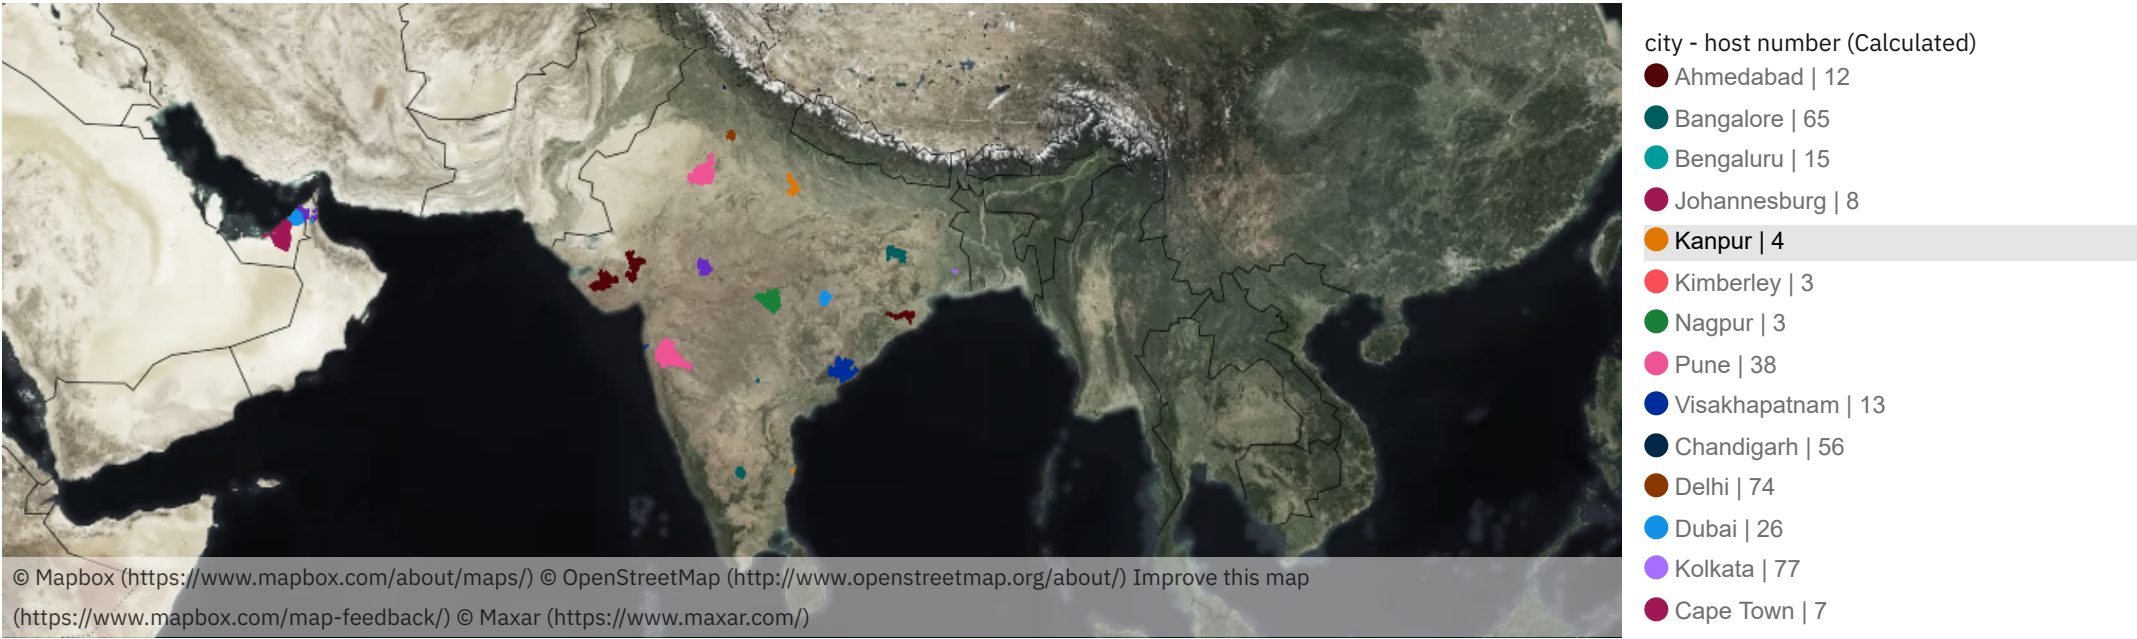 city - host number (Calculated)
Ahmedabad | 12
Bangalore | 65
Bengaluru | 15
Johannesburg | 8
Kanpur | 4
Kimberley | 3
Nagpur | 3
Pune | 38
Visakhapatnam | 13
Chandigarh | 56
Delhi | 74
Dubai | 26
Kolkata | 77
Cape Town | 7
© Mapbox (https://www.mapbox.com/about/maps/) © OpenStreetMap (http://www.openstreetmap.org/about/) Improve this map
(https://www.mapbox.com/map-feedback/) © Maxar (https://www.maxar.com/)